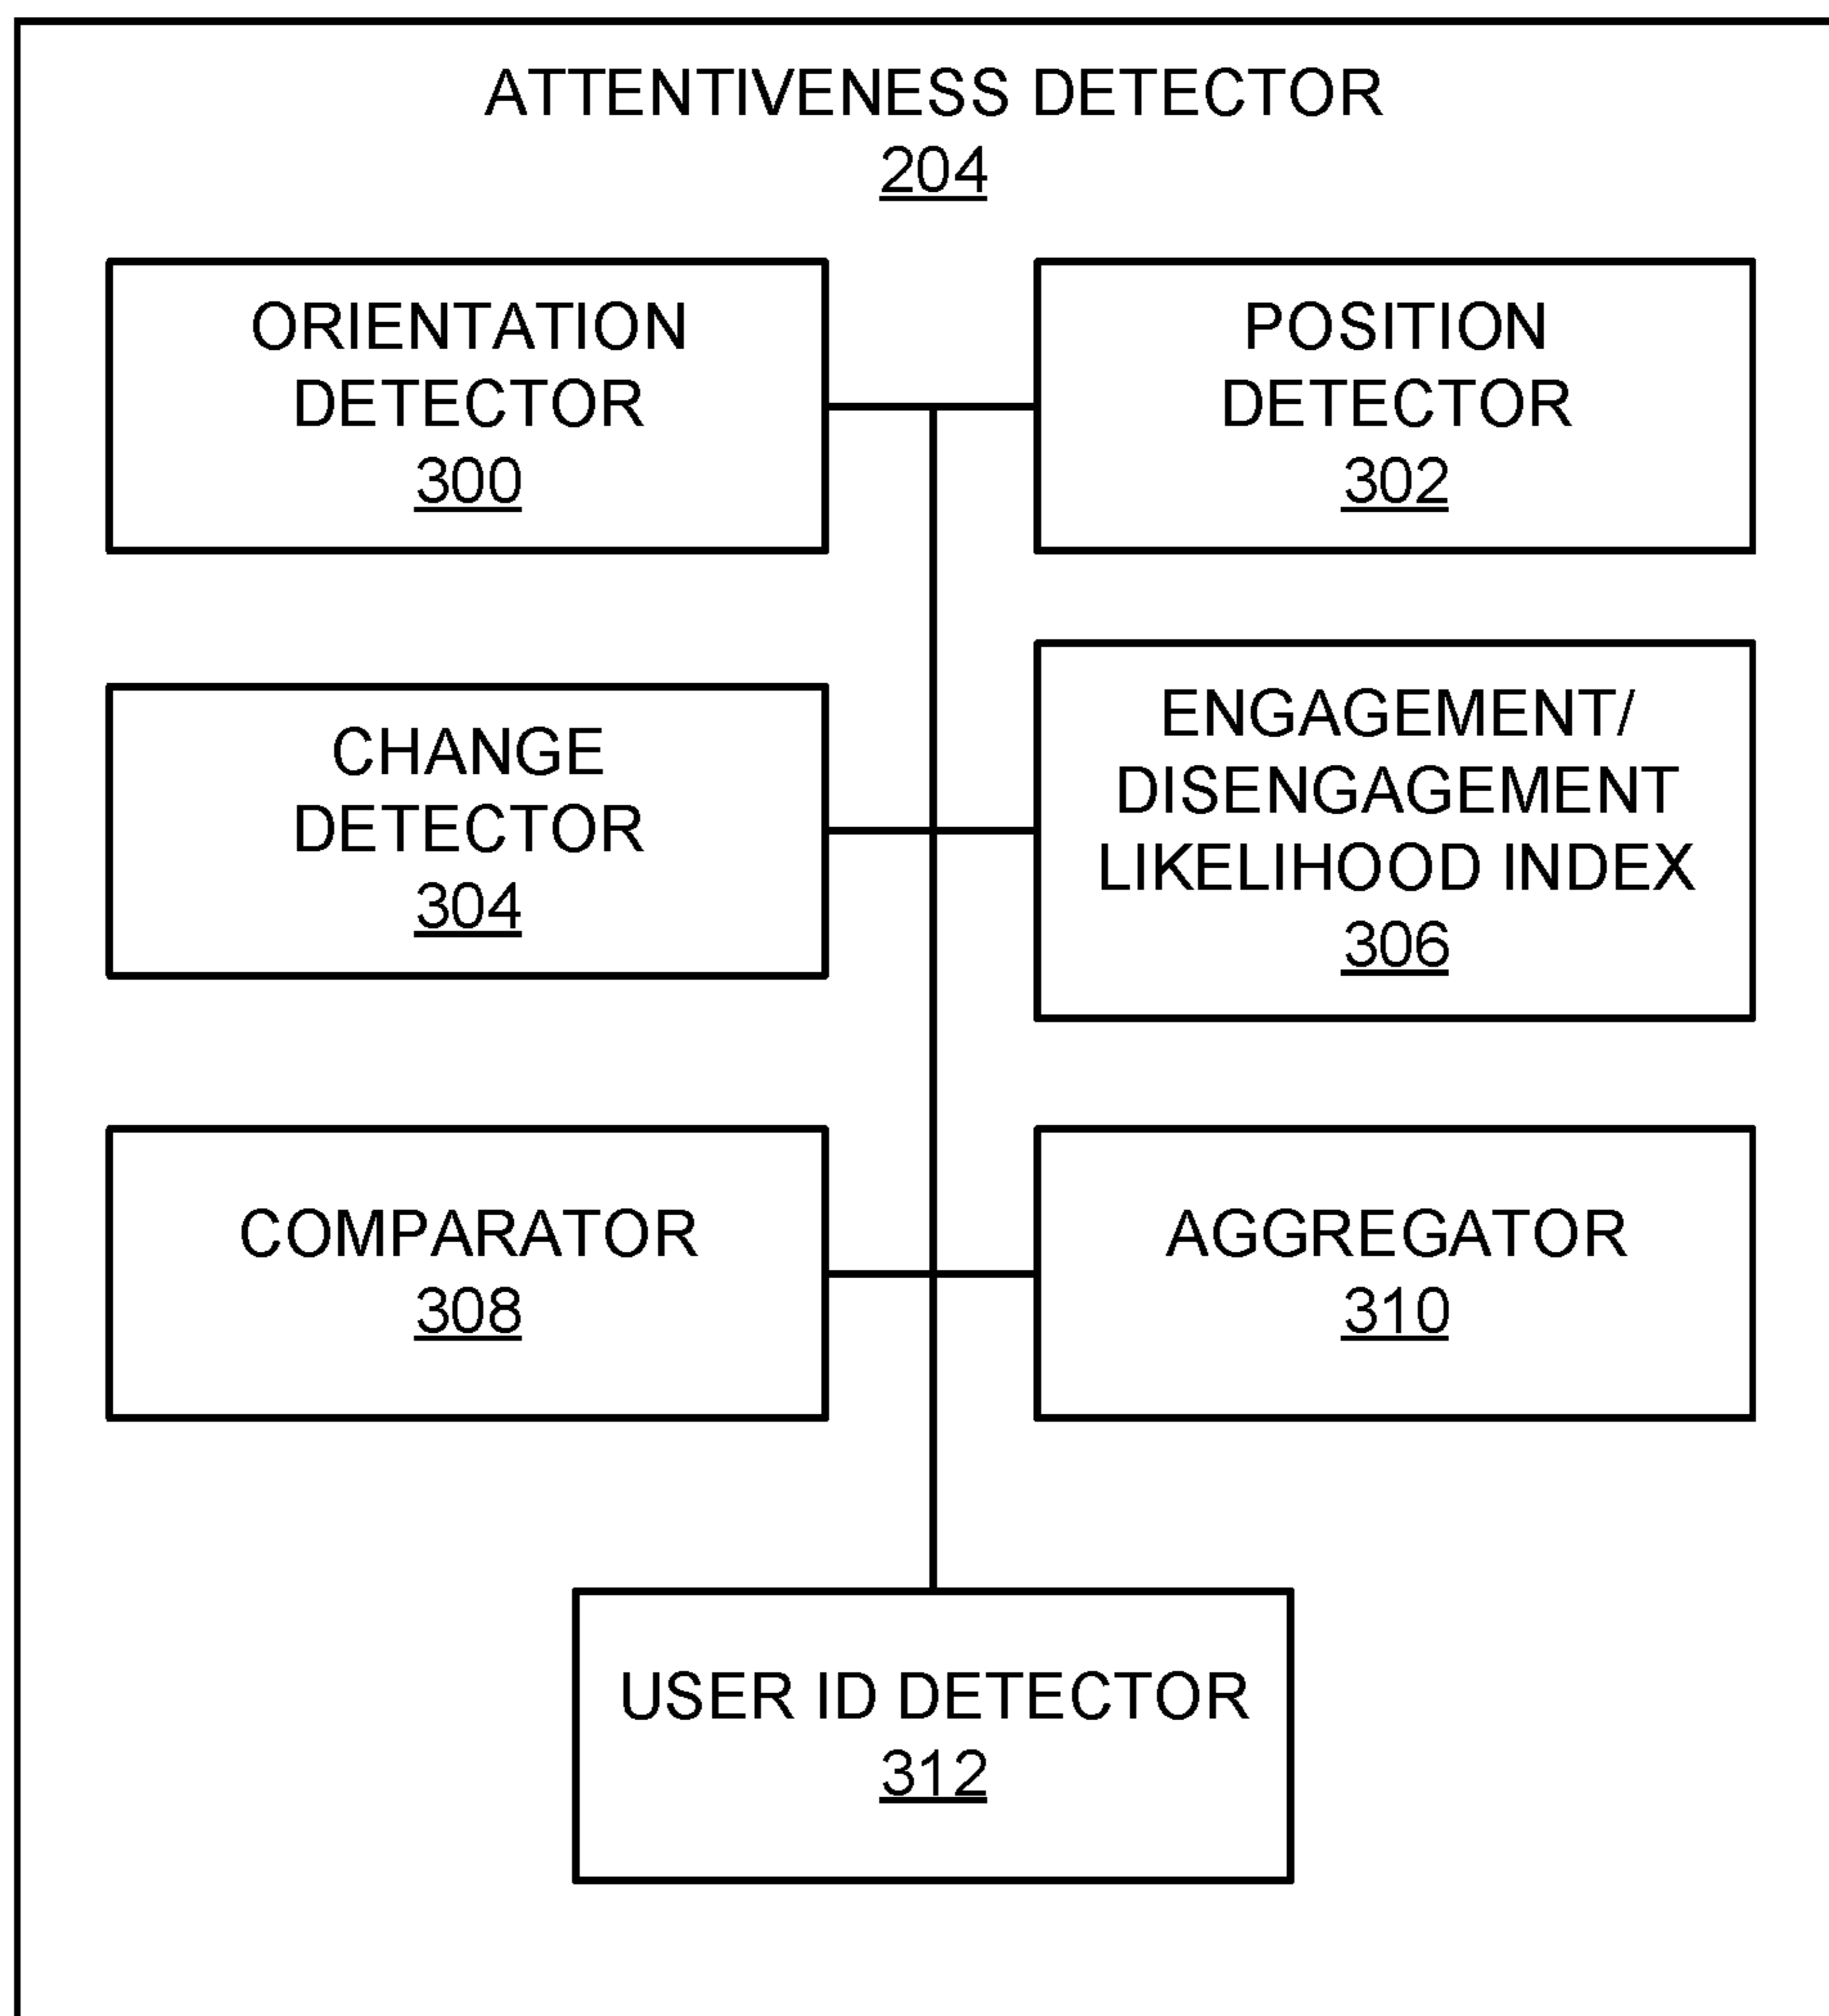 ATTENTIVENESS DETECTOR
204
ORIENTATION
DETECTOR
300
POSITION
DETECTOR
302
CHANGE
DETECTOR
304
ENGAGEMENT/
DISENGAGEMENT
LIKELIHOOD INDEX
306
COMPARATOR
308
AGGREGATOR
310
USER ID DETECTOR
312